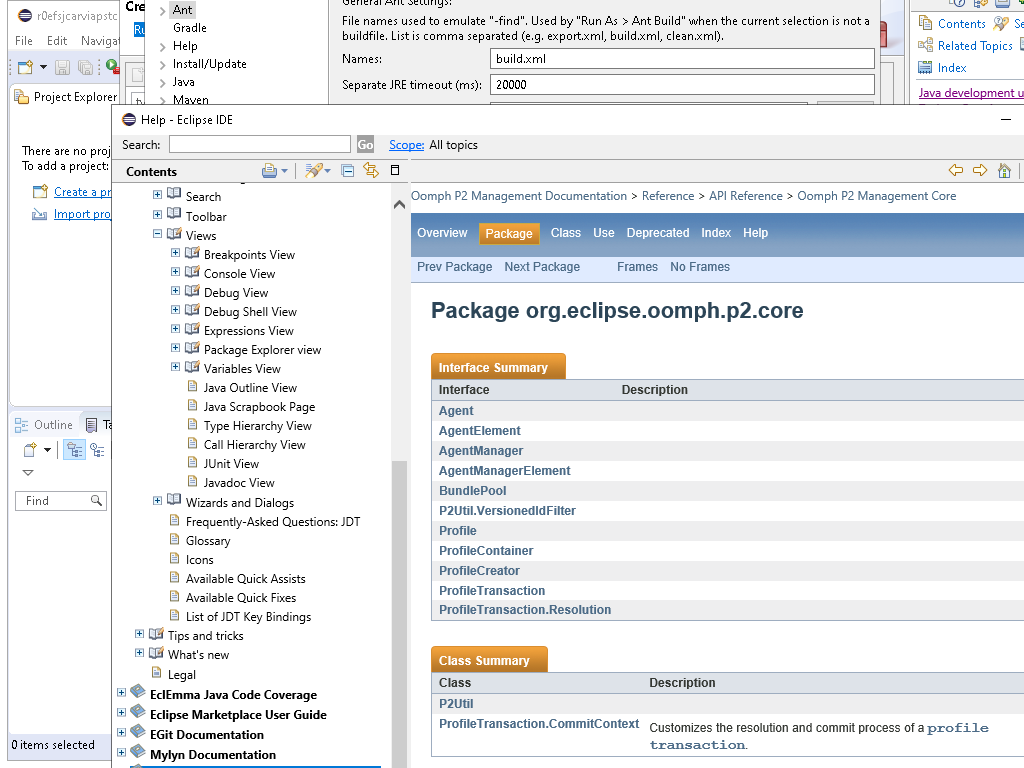 r0efsjcarviapstc
File Edit Naviga
Project Explorer
There are no proj
To add a project:
Create a pr
Import proj
Outline
Find
0 items selected
Cre
Ant
Gradle
Help
Install/Update
Java
Maven
General Ant Settings:
File names used to emulate "-find". Used by "Run As > Ant Build" when the current selection is not a
buildfile. List is comma separated (e.g. export.xml, build.xml, clean.xml).
Names: build.xml
Separate JRE timeout (ms): 20000
Contents
Related Topics
Index
Java development u
Help - Eclipse IDE
Search: Go Scope: All topics
Contents
Search
Toolbar
Views
Breakpoints View
Console View
Debug View
Debug Shell View
Expressions View
Package Explorer view
Variables View
Java Outline View
Java Scrapbook Page
Type Hierarchy View
Call Hierarchy View
JUnit View
Javadoc View
Wizards and Dialogs
Frequently-Asked Questions: JDT
Glossary
Icons
Available Quick Assists
Available Quick Fixes
List of JDT Key Bindings
Tips and tricks
What's new
Legal
EclEmma Java Code Coverage
Eclipse Marketplace User Guide
EGit Documentation
Mylyn Documentation
Oomph P2 Management Documentation > Reference > API Reference > Oomph P2 Management Core
Overview Package Class Use Deprecated Index Help
Prev Package Next Package Frames No Frames
Package org.eclipse.oomph.p2.core
Interface Summary
Interface Description
Agent
AgentElement
AgentManager
AgentManagerElement
BundlePool
P2Util.VersionedIdFilter
Profile
ProfileContainer
ProfileCreator
ProfileTransaction
ProfileTransaction.Resolution
Class Summary
Class Description
P2Util
ProfileTransaction.CommitContext Customizes the resolution and commit process of a profile
transaction.